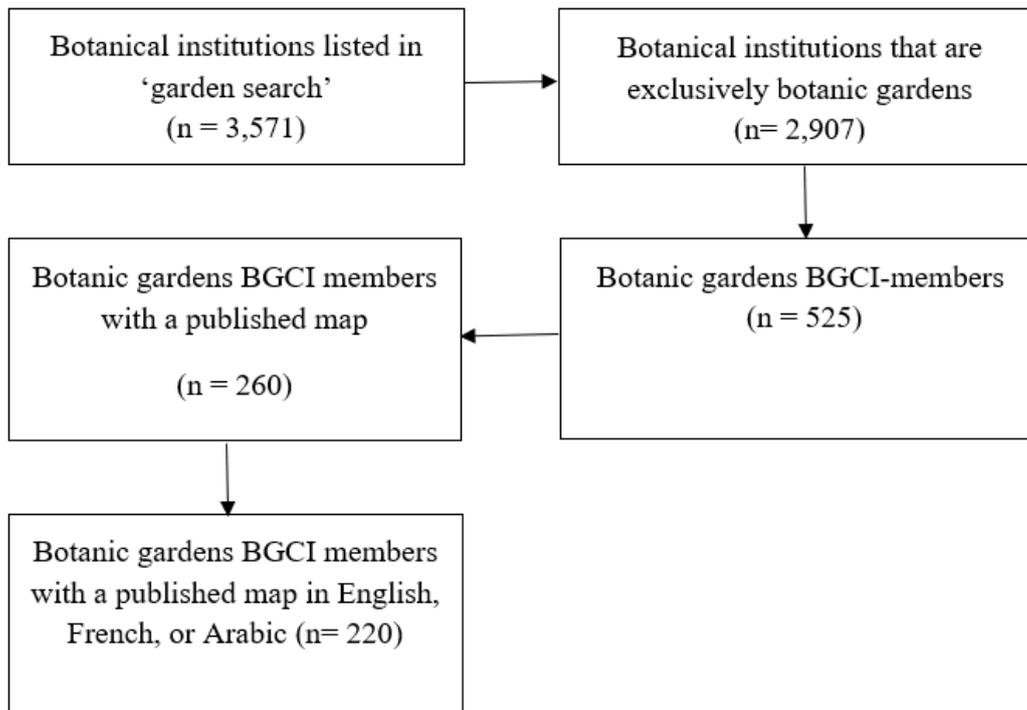 Botanical institutions listed in
‘garden search’
(n = 3,571)
Botanical institutions that are
exclusively botanic gardens
(n= 2,907)
Botanic gardens BGCI-members
(n = 525)
Botanic gardens BGCI members
with a published map
(n = 260)
Botanic gardens BGCI members
with a published map in English,
French, or Arabic (n= 220)